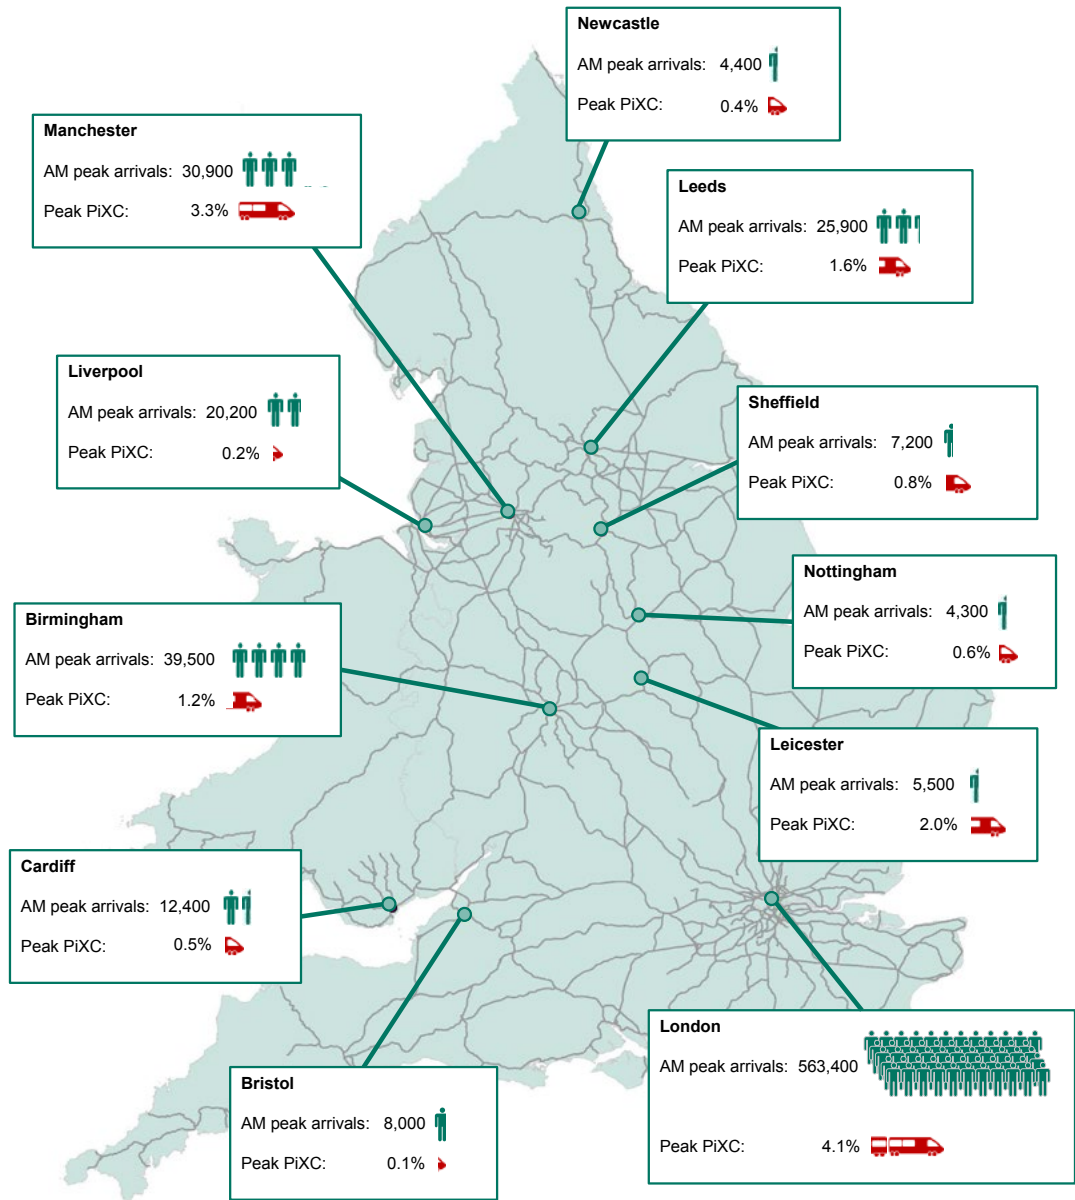 Newcastle
AM peak arrivals: 4,400
Peak PiXC: 0.4%
Manchester
AM peak arrivals: 30,900
Peak PiXC: 3.3%
Leeds
AM peak arrivals: 25,900
Peak PiXC: 1.6%
Liverpool
AM peak arrivals: 20,200
Peak PiXC: 0.2%
Sheffield
AM peak arrivals: 7,200
Peak PiXC: 0.8%
Nottingham
AM peak arrivals: 4,300
Peak PiXC: 0.6%
Birmingham
AM peak arrivals: 39,500
Peak PiXC: 1.2%
Leicester
AM peak arrivals: 5,500
Peak PiXC: 2.0%
Cardiff
AM peak arrivals: 12,400
Peak PiXC: 0.5%
London
AM peak arrivals: 563,400
Peak PiXC: 4.1%
Bristol
AM peak arrivals: 8,000
Peak PiXC: 0.1%